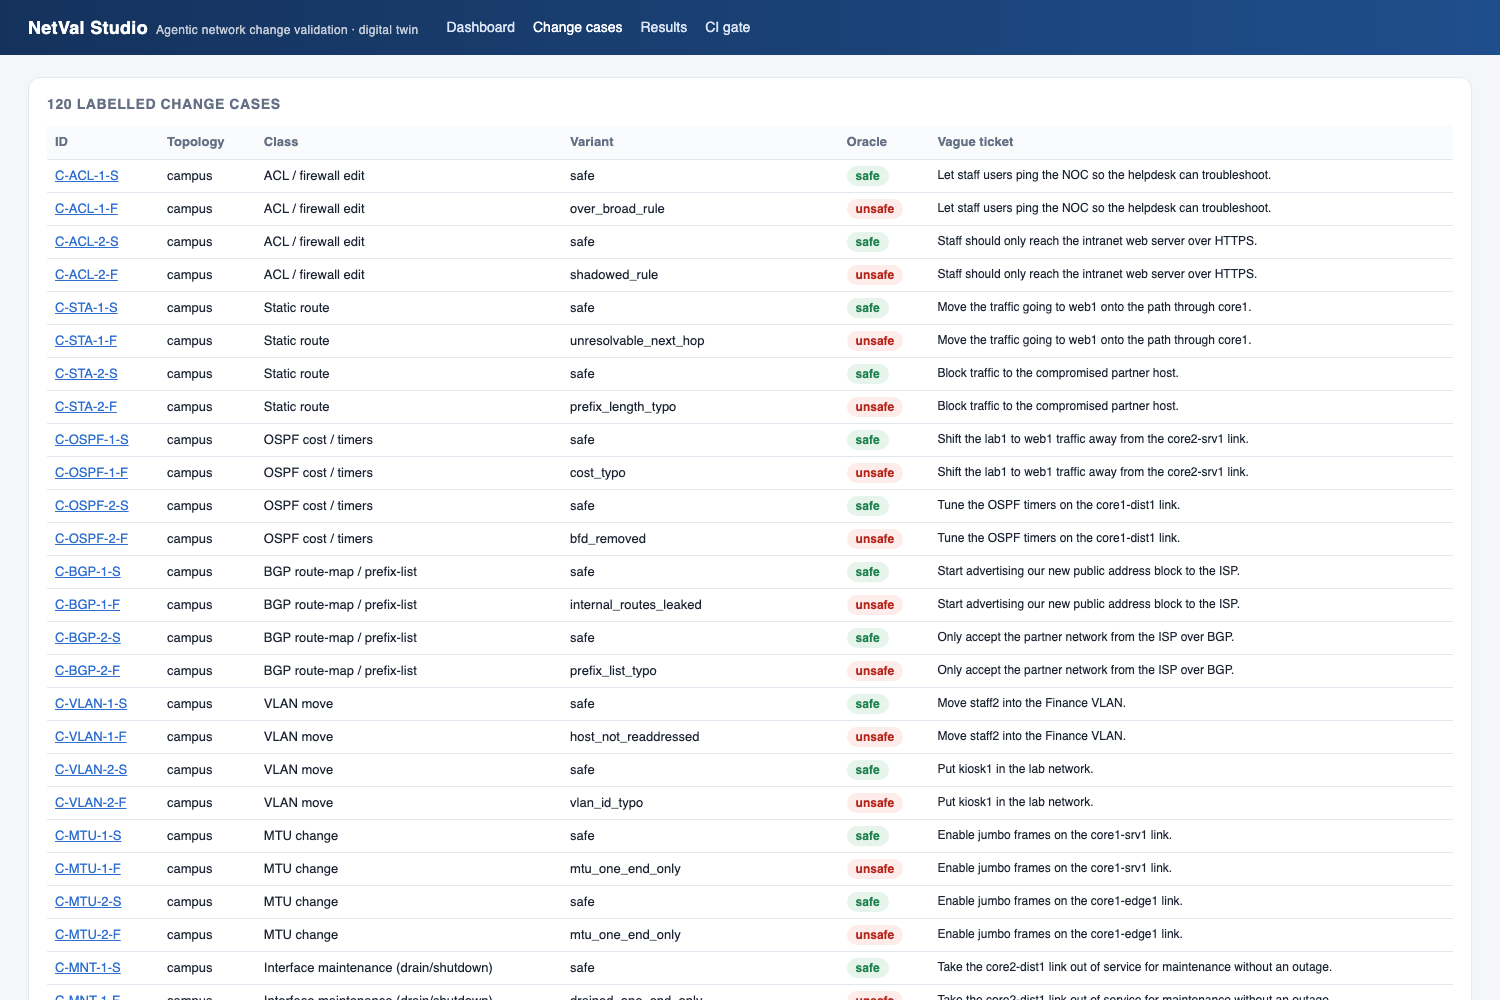 NetVal Studio Agentic network change validation · digital twin Dashboard Change cases Results CI gate
120 LABELLED CHANGE CASES
ID Topology Class Variant Oracle Vague ticket
C-ACL-1-S campus ACL / firewall edit safe safe Let staff users ping the NOC so the helpdesk can troubleshoot.
C-ACL-1-F campus ACL / firewall edit over_broad_rule unsafe Let staff users ping the NOC so the helpdesk can troubleshoot.
C-ACL-2-S campus ACL / firewall edit safe safe Staff should only reach the intranet web server over HTTPS.
C-ACL-2-F campus ACL / firewall edit shadowed_rule unsafe Staff should only reach the intranet web server over HTTPS.
C-STA-1-S campus Static route safe safe Move the traffic going to web1 onto the path through core1.
C-STA-1-F campus Static route unresolvable_next_hop unsafe Move the traffic going to web1 onto the path through core1.
C-STA-2-S campus Static route safe safe Block traffic to the compromised partner host.
C-STA-2-F campus Static route prefix_length_typo unsafe Block traffic to the compromised partner host.
C-OSPF-1-S campus OSPF cost / timers safe safe Shift the lab1 to web1 traffic away from the core2-srv1 link.
C-OSPF-1-F campus OSPF cost / timers cost_typo unsafe Shift the lab1 to web1 traffic away from the core2-srv1 link.
C-OSPF-2-S campus OSPF cost / timers safe safe Tune the OSPF timers on the core1-dist1 link.
C-OSPF-2-F campus OSPF cost / timers bfd_removed unsafe Tune the OSPF timers on the core1-dist1 link.
C-BGP-1-S campus BGP route-map / prefix-list safe safe Start advertising our new public address block to the ISP.
C-BGP-1-F campus BGP route-map / prefix-list internal_routes_leaked unsafe Start advertising our new public address block to the ISP.
C-BGP-2-S campus BGP route-map / prefix-list safe safe Only accept the partner network from the ISP over BGP.
C-BGP-2-F campus BGP route-map / prefix-list prefix_list_typo unsafe Only accept the partner network from the ISP over BGP.
C-VLAN-1-S campus VLAN move safe safe Move staff2 into the Finance VLAN.
C-VLAN-1-F campus VLAN move host_not_readdressed unsafe Move staff2 into the Finance VLAN.
C-VLAN-2-S campus VLAN move safe safe Put kiosk1 in the lab network.
C-VLAN-2-F campus VLAN move vlan_id_typo unsafe Put kiosk1 in the lab network.
C-MTU-1-S campus MTU change safe safe Enable jumbo frames on the core1-srv1 link.
C-MTU-1-F campus MTU change mtu_one_end_only unsafe Enable jumbo frames on the core1-srv1 link.
C-MTU-2-S campus MTU change safe safe Enable jumbo frames on the core1-edge1 link.
C-MTU-2-F campus MTU change mtu_one_end_only unsafe Enable jumbo frames on the core1-edge1 link.
C-MNT-1-S campus Interface maintenance (drain/shutdown) safe safe Take the core2-dist1 link out of service for maintenance without an outage.
C-MNT-1-F campus Interface maintenance (drain/shutdown) drained_one_end_only unsafe Take the core2-dist1 link out of service for maintenance without an outage.